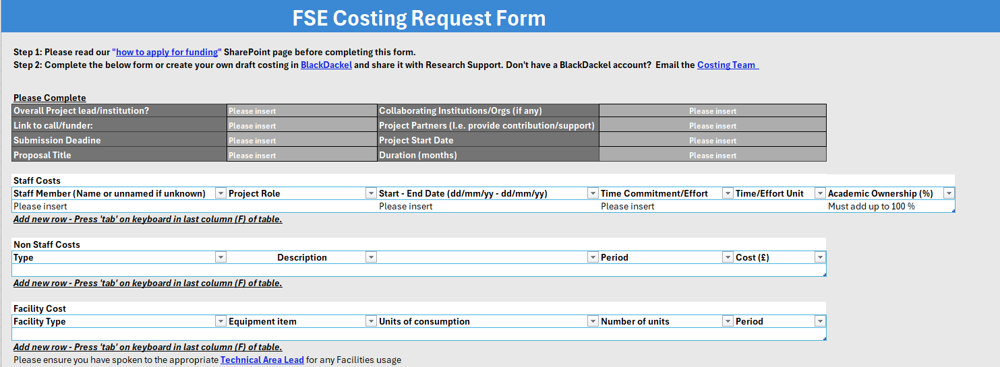 FSE Costing Request Form
Step 1: Please read our "how to apply for funding" SharePoint page before completing this form.
Step 2: Complete the below form or create your own draft costing in BlackDackel and share it with Research Support. Don't have a BlackDackel account? Email the Costing Team
Please Complete
Overall Project lead/institution? Please insert Collaborating Institutions/Orgs (if any) Please insert
Link to call/funder: Please insert Project Partners (I.e. provide contribution/support) Please insert
Submission Deadine Please insert Project Start Date Please insert
Proposal Title Please insert Duration (months) Please insert
Staff Costs
Staff Member (Name or unnamed if unknown) Project Role Start - End Date (dd/mm/yy - dd/mm/yy) Time Commitment/Effort Time/Effort Unit Academic Ownership (%)
Please insert Please insert Please insert Must add up to 100 %
Add new row - Press 'tab' on keyboard in last column (F) of table.
Non Staff Costs
Type Description Period Cost (£)
Add new row - Press 'tab' on keyboard in last column (F) of table.
Facility Cost
Facility Type Equipment item Units of consumption Number of units Period
Add new row - Press 'tab' on keyboard in last column (F) of table.
Please ensure you have spoken to the appropriate Technical Area Lead for any Facilities usage